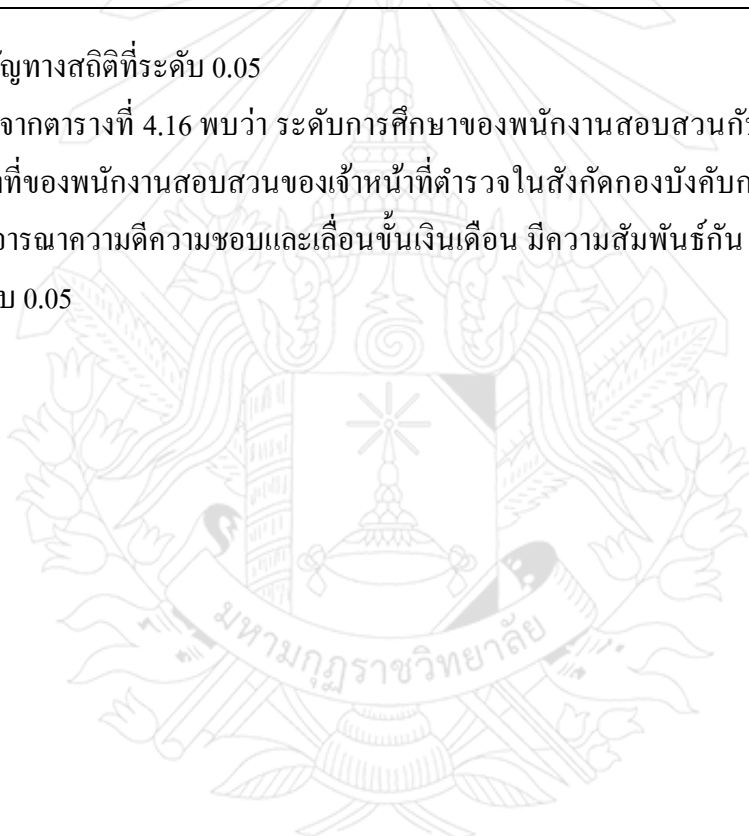 ัญทางสถิติที่ระดับ 0.05
จากตารางที่ 4.16 พบว่า ระดับการศึกษาของพนักงานสอบสวนกับ
ที่ของพนักงานสอบสวนของเจ้าหน้าที่ตำรวจในสังกัดกองบังคับก
ารณาความดีความชอบและเลื่อนขั้นเงินเดือน มีความสัมพันธ์กัน
ับ 0.05
มหามกุฏราชวิทยาลัย